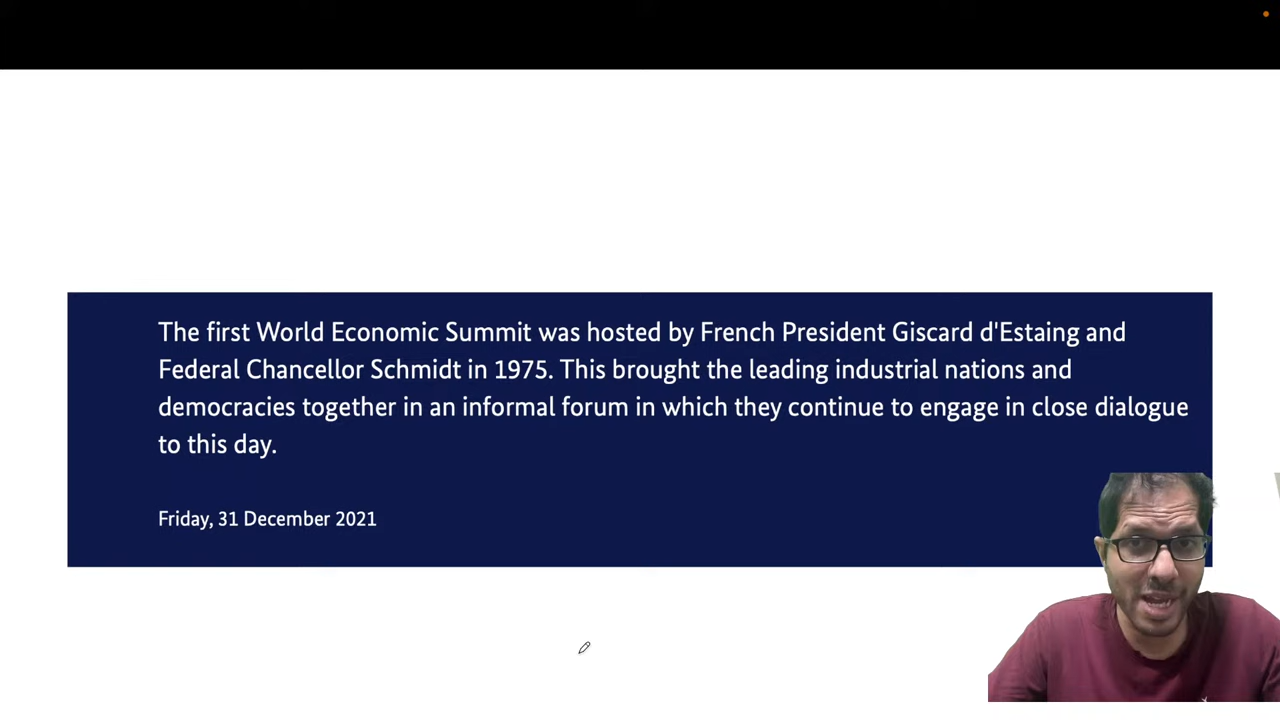 The first World Economic Summit was hosted by French President Giscard d'Estaing and
Federal Chancellor Schmidt in 1975. This brought the leading industrial nations and
democracies together in an informal forum in which they continue to engage in close dialogue
to this day.
Friday, 31 December 2021